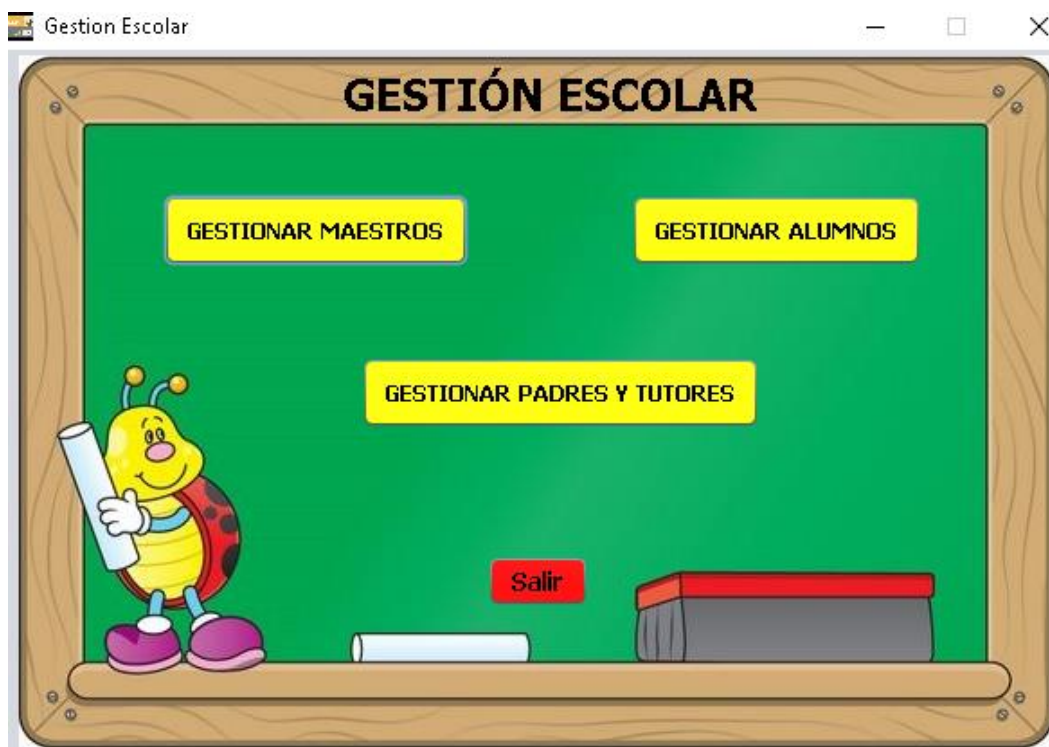 Gestion Escolar
GESTIÓN ESCOLAR
GESTIONAR MAESTROS
GESTIONAR ALUMNOS
GESTIONAR PADRES Y TUTORES
Salir